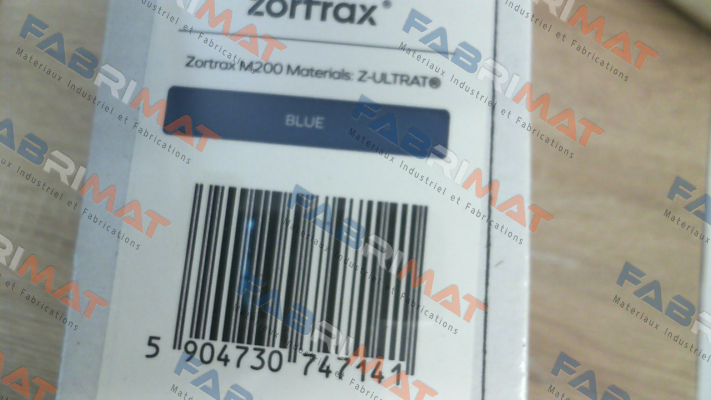 zortrax®
Zortrax M200 Materials: Z-ULTRAT®
BLUE
5 904730 747141
FABRIMAT
Materiaux Industriel et Fabrications